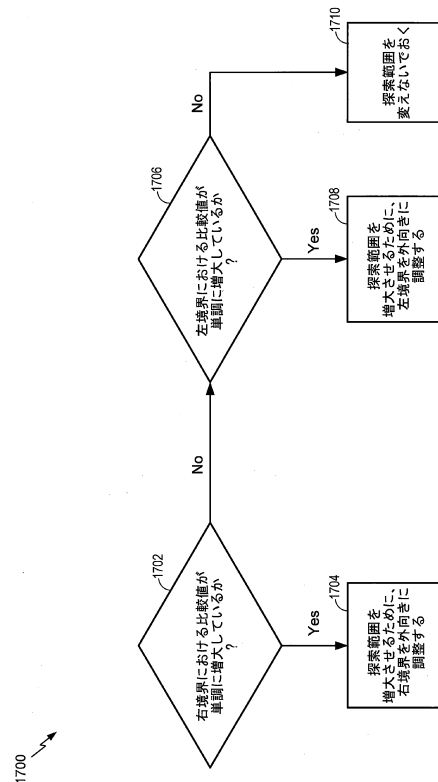 1700
1702
右境界における比較値が
単調に増大しているか
?
Yes
1704
探索範囲を
増大させるために、
右境界を外向きに
調整する
No
1706
左境界における比較値が
単調に増大しているか
?
Yes
1708
探索範囲を
増大させるために、
左境界を外向きに
調整する
No
1710
探索範囲を
変えないでおく